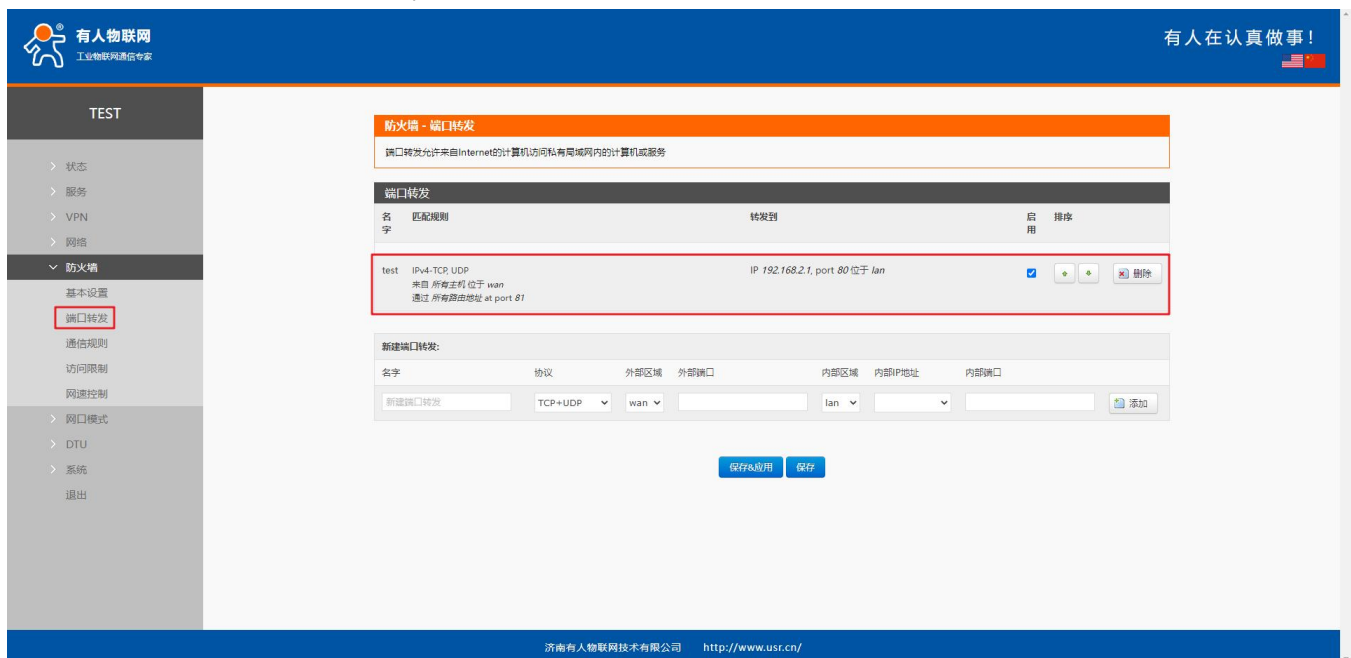 有人物联网
工业物联网通信专家
有人在认真做事!
TEST
状态
服务
VPN
网络
防火墙
基本设置
端口转发
通信规则
访问限制
网速控制
网口模式
DTU
系统
退出
防火墙 - 端口转发
端口转发允许来自Internet的计算机访问私有局域网内的计算机或服务
端口转发
名字 匹配规则 转发到 启用 排序
test IPv4-TCP, UDP IP 192.168.2.1, port 80 位于 lan 删除
来自 所有主机 位于 wan
通过 所有路由地址 at port 81
新建端口转发:
名字 协议 外部区域 外部端口 内部区域 内部IP地址 内部端口
新建端口转发 TCP+UDP wan lan 添加
保存&应用 保存
济南有人物联网技术有限公司 http://www.usr.cn/